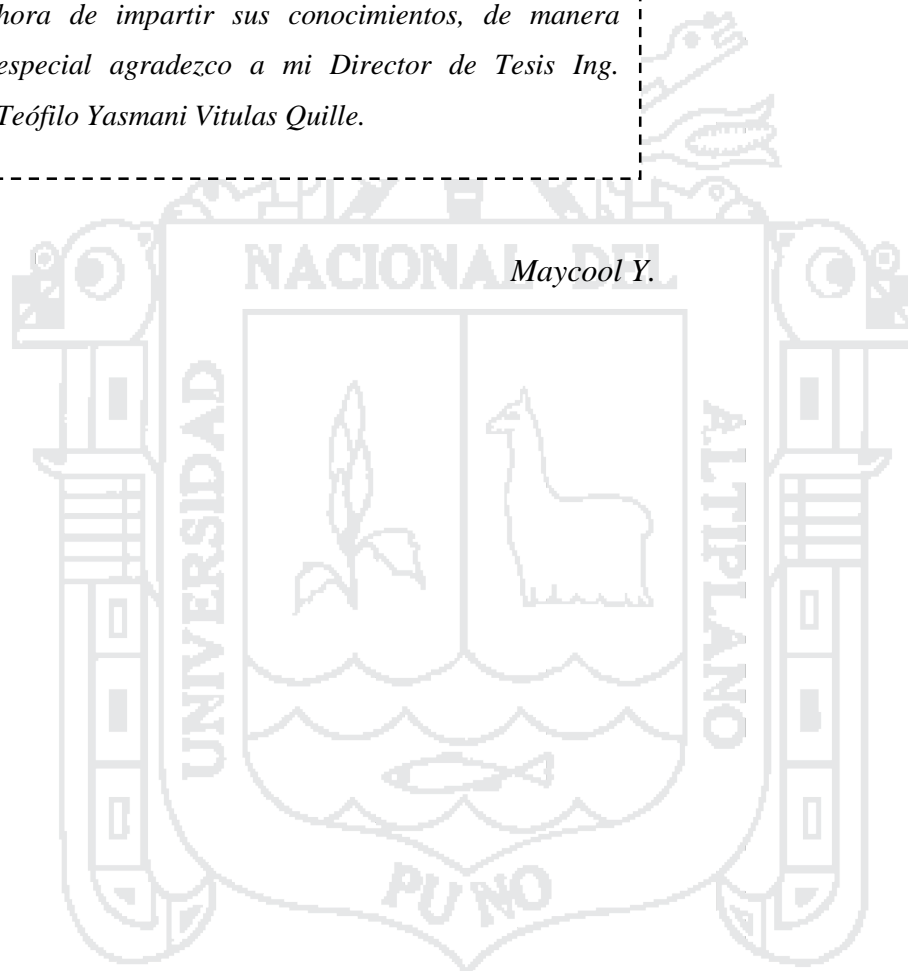 hora de impartir sus conocimientos, de manera
especial agradezco a mi Director de Tesis Ing.
Teófilo Yasmani Vitulas Quille.
NACIONAL DEL
Maycool Y.
UNIVERSIDAD
ALTIPLANO
PUNO